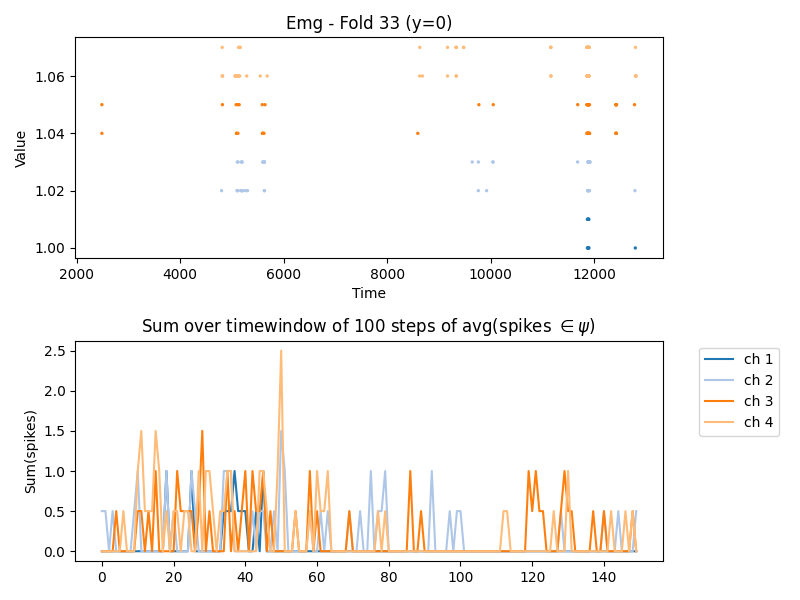 Emg - Fold 33 (y=0)
Value
1.06
1.04
1.02
1.00
2000 4000 6000 8000 10000 12000
Time
Sum over timewindow of 100 steps of avg(spikes ∈ψ)
Sum(spikes)
2.5
2.0
1.5
1.0
0.5
0.0
0 20 40 60 80 100 120 140
ch 1
ch 2
ch 3
ch 4